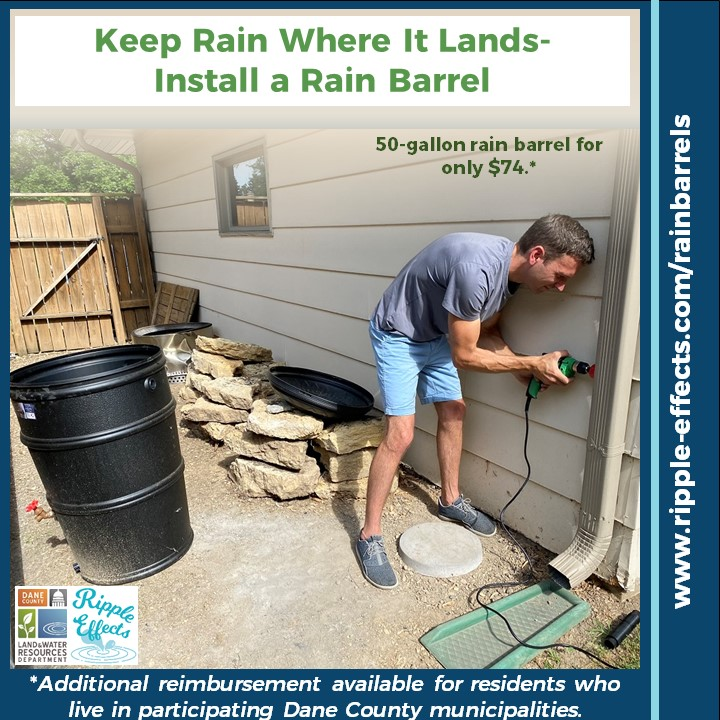 Keep Rain Where It Lands-
Install a Rain Barrel
50-gallon rain barrel for
only $74.*
www.ripple-effects.com/rainbarrels
DANE
COUNTY
Ripple
Effects
LAND&WATER
RESOURCES
DEPARTMENT
*Additional reimbursement available for residents who
live in participating Dane County municipalities.